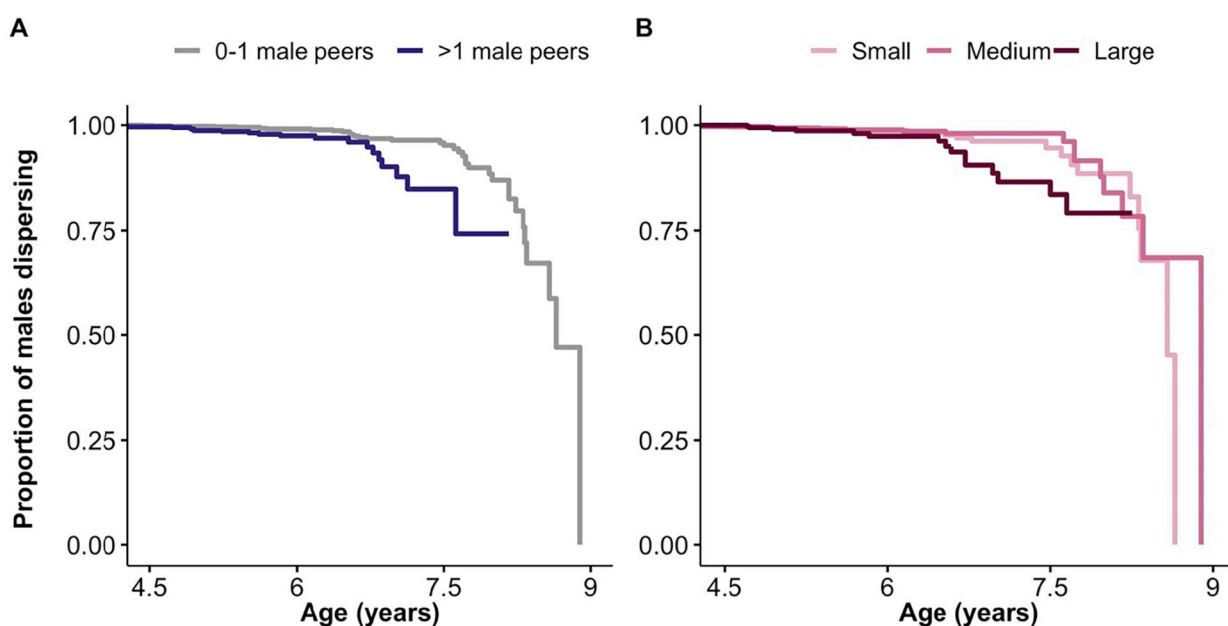 A
0-1 male peers >1 male peers
Proportion of males dispersing
1.00
0.75
0.50
0.25
0.00
4.5 6 7.5 9
Age (years)
B
Small Medium Large
1.00
0.75
0.50
0.25
0.00
4.5 6 7.5 9
Age (years)